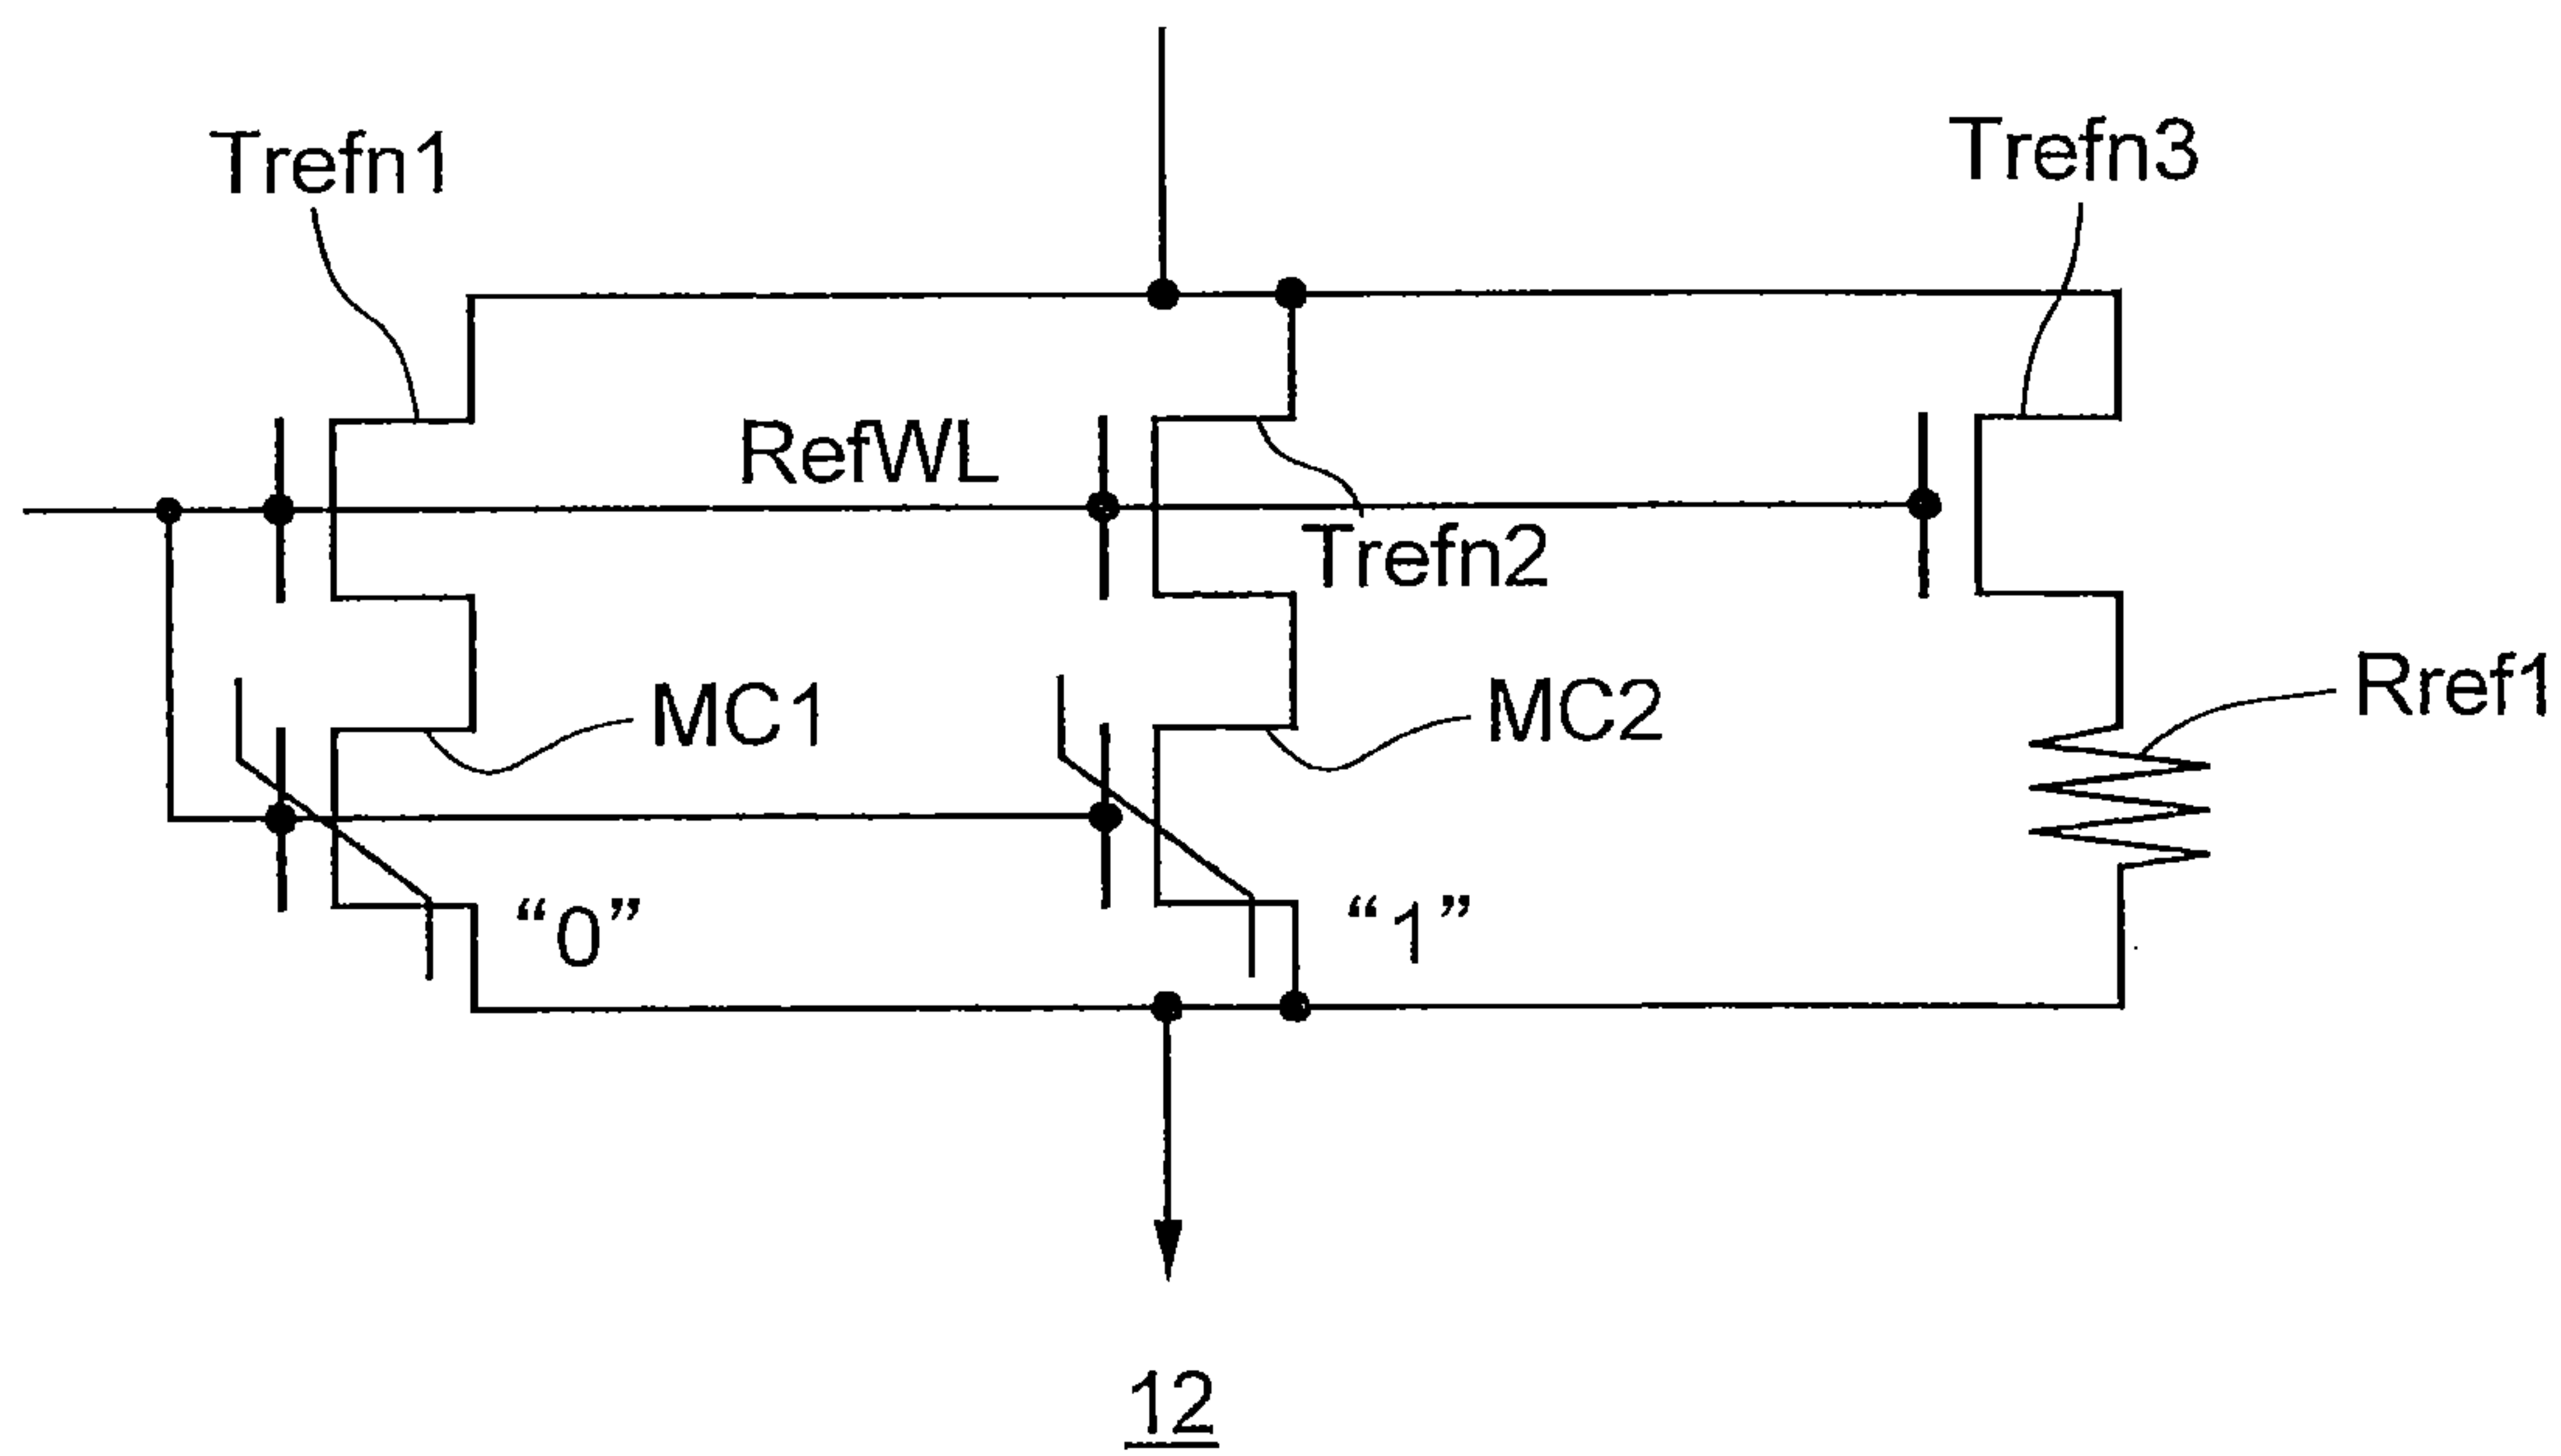 Trefn1
Trefn3
RefWL
Trefn2
MC1
MC2
Rref1
“0”
“1”
12